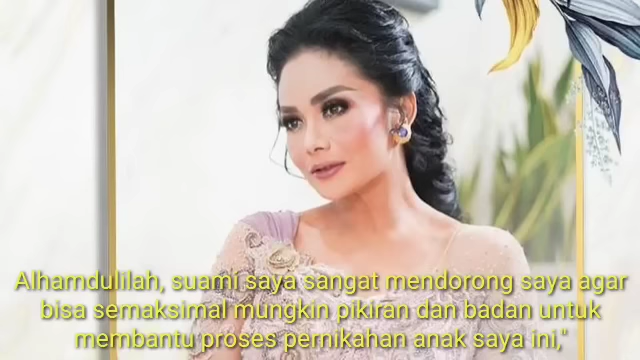 Alhamdulilah, suami saya sangat mendorong saya agar
bisa semaksimal mungkin pikiran dan badan untuk
membantu proses pernikahan anak saya ini,"